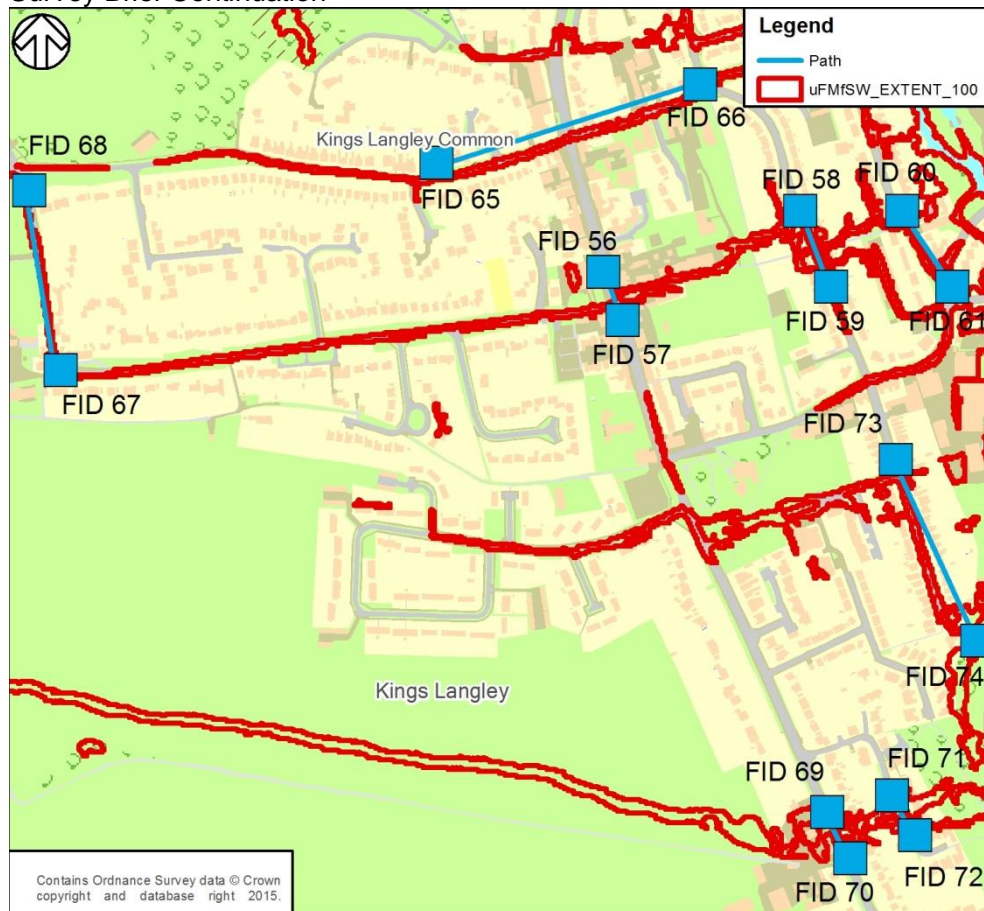 Survey Brief Continuation
Legend
Path
uFMfSW_EXTENT_100
FID 66
Kings Langley Common
FID 68
FID 65
FID 58
FID 60
FID 56
FID 59
FID 61
FID 57
FID 67
FID 73
FID 74
Kings Langley
FID 71
FID 69
FID 72
FID 70
Contains Ordnance Survey data © Crown
copyright and database right 2015.